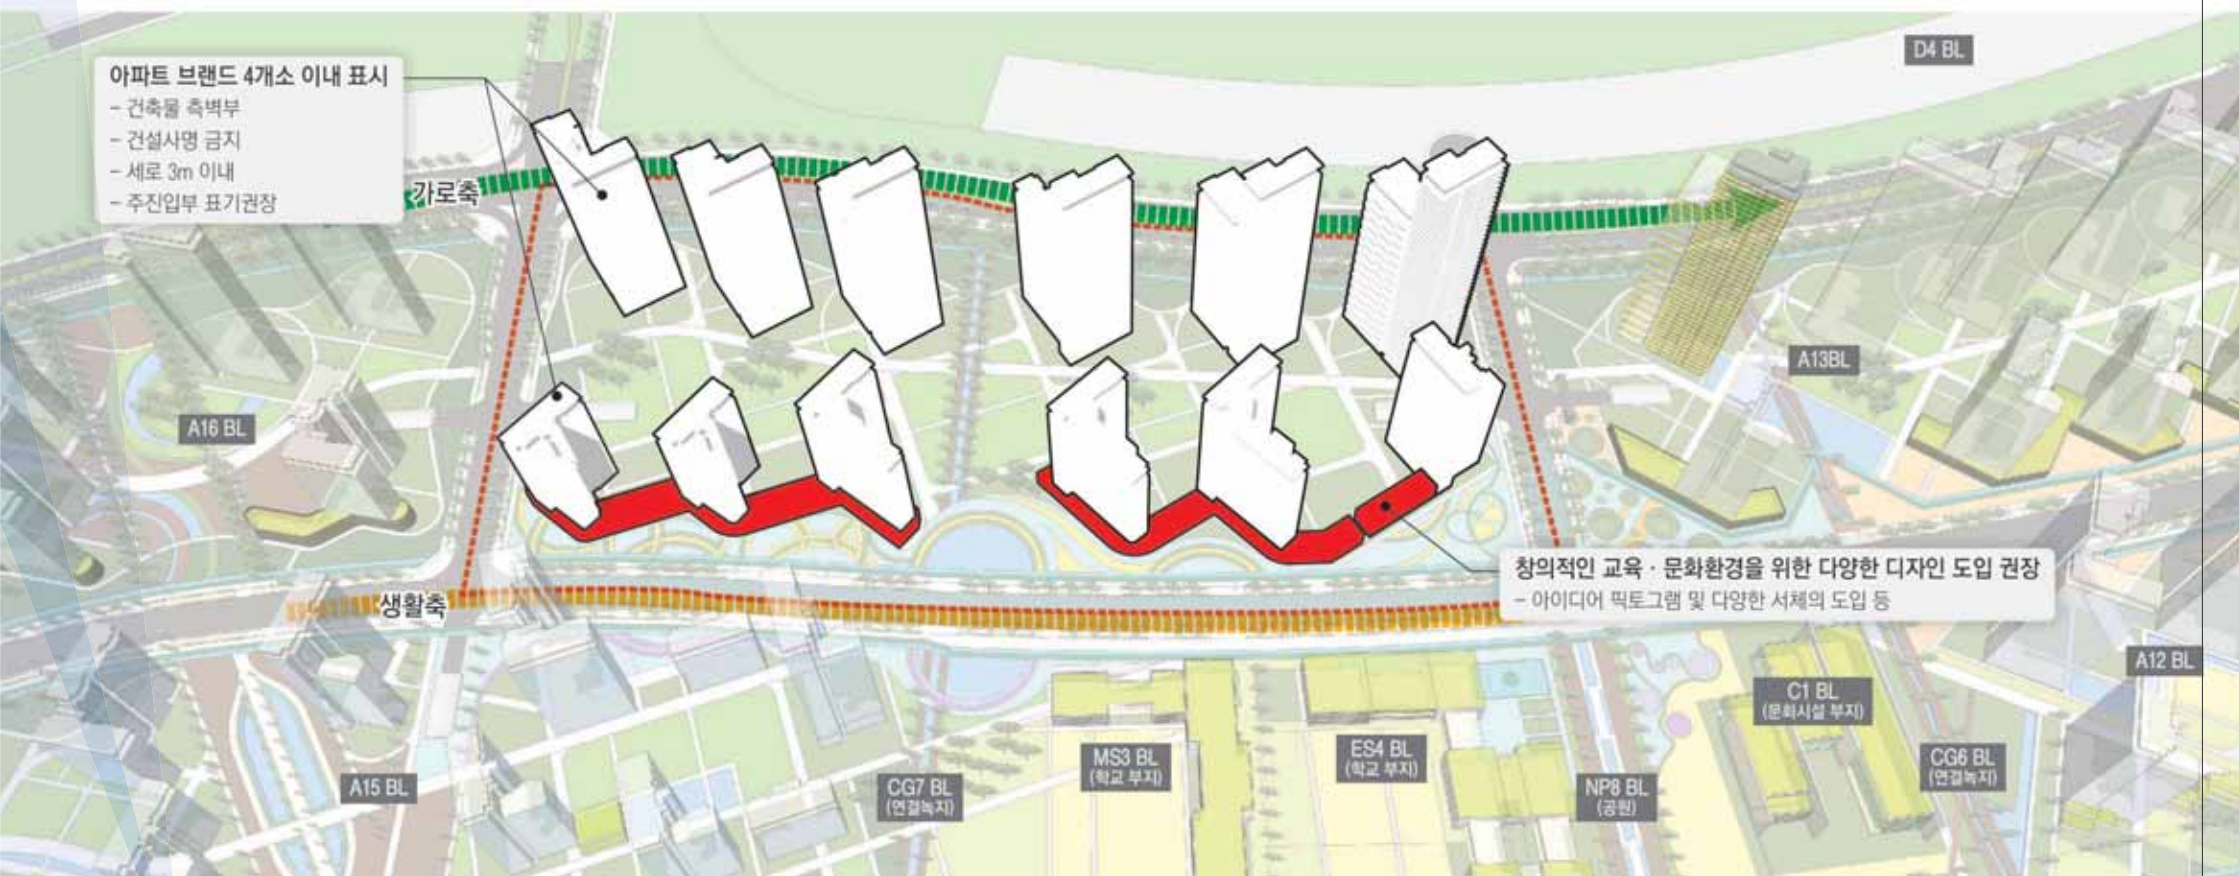 D4 BL
아파트 브랜드 4개소 이내 표시
- 건축물 측벽부
- 건설사명 금지
- 세로 3m 이내
- 주진입부 표기권장
가로축
A13BL
A16 BL
창의적인 교육 · 문화환경을 위한 다양한 디자인 도입 권장
- 아이디어 픽토그램 및 다양한 서체의 도입 등
생활축
A12 BL
C1 BL
(문화시설 부지)
MS3 BL
(학교 부지)
ES4 BL
(학교 부지)
CG6 BL
(연결녹지)
A15 BL
CG7 BL
(연결녹지)
NP8 BL
(공원)